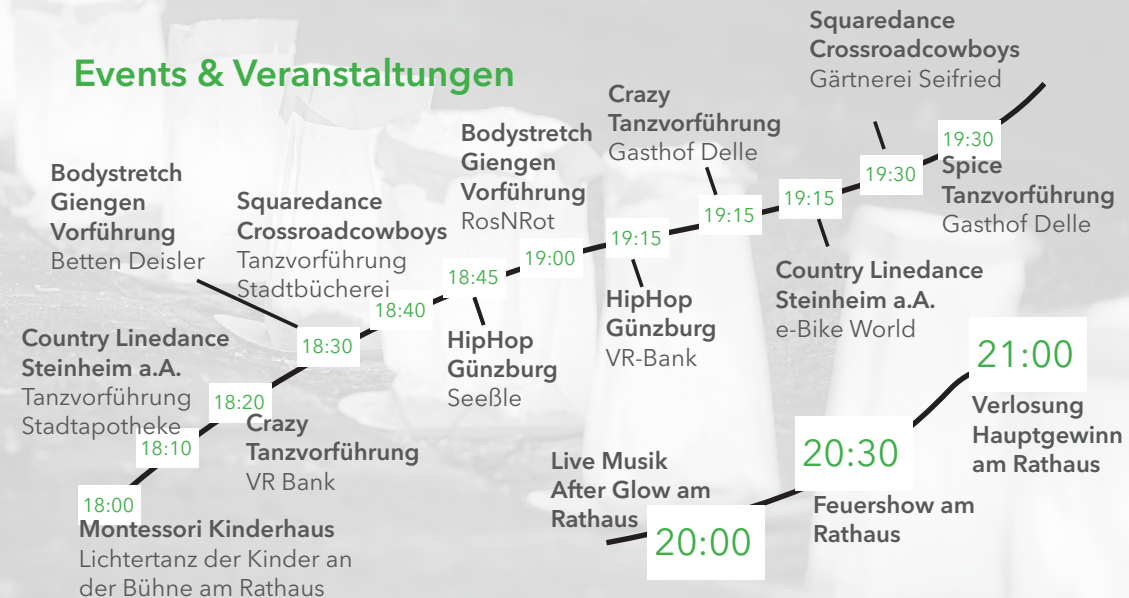 Events & Veranstaltungen
18:00
Montessori Kinderhaus
Lichtertanz der Kinder an
der Bühne am Rathaus
Country Linedance
Steinheim a.A.
Tanzvorführung
Stadtapotheke
18:10
18:20
Crazy
Tanzvorführung
VR Bank
Bodystretch
Giengen
Vorführung
Betten Deisler
18:30
Squaredance
Crossroadcowboys
Tanzvorführung
Stadtbücherei
18:40
18:45
HipHop
Günzburg
Seeßle
Bodystretch
Giengen
Vorführung
RosNRot
19:00
19:15
HipHop
Günzburg
VR-Bank
Crazy
Tanzvorführung
Gasthof Delle
19:15
19:15
Country Linedance
Steinheim a.A.
e-Bike World
Squaredance
Crossroadcowboys
Gärtnerei Seifried
19:30
19:30
Spice
Tanzvorführung
Gasthof Delle
Live Musik
After Glow am
Rathaus
20:00
20:30
Feuershow am
Rathaus
21:00
Verlosung
Hauptgewinn
am Rathaus